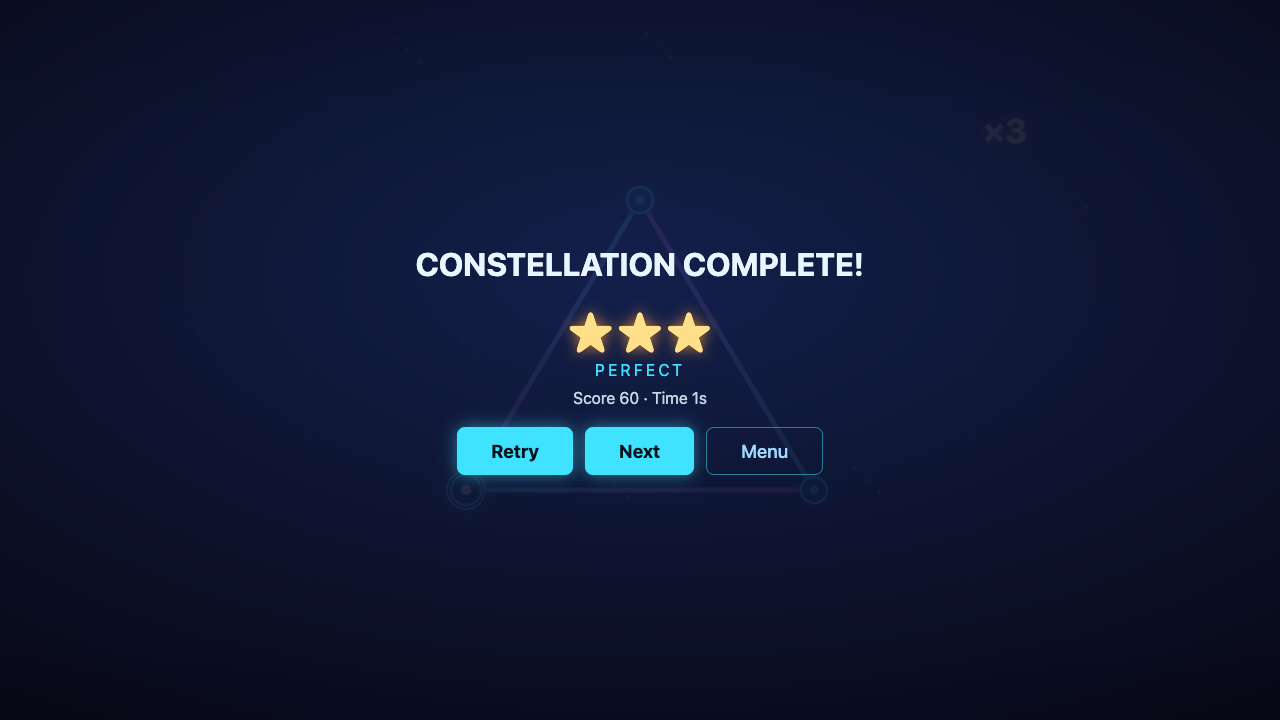 ×3
CONSTELLATION COMPLETE!
PERFECT
Score 60 · Time 1s
Retry
Next
Menu